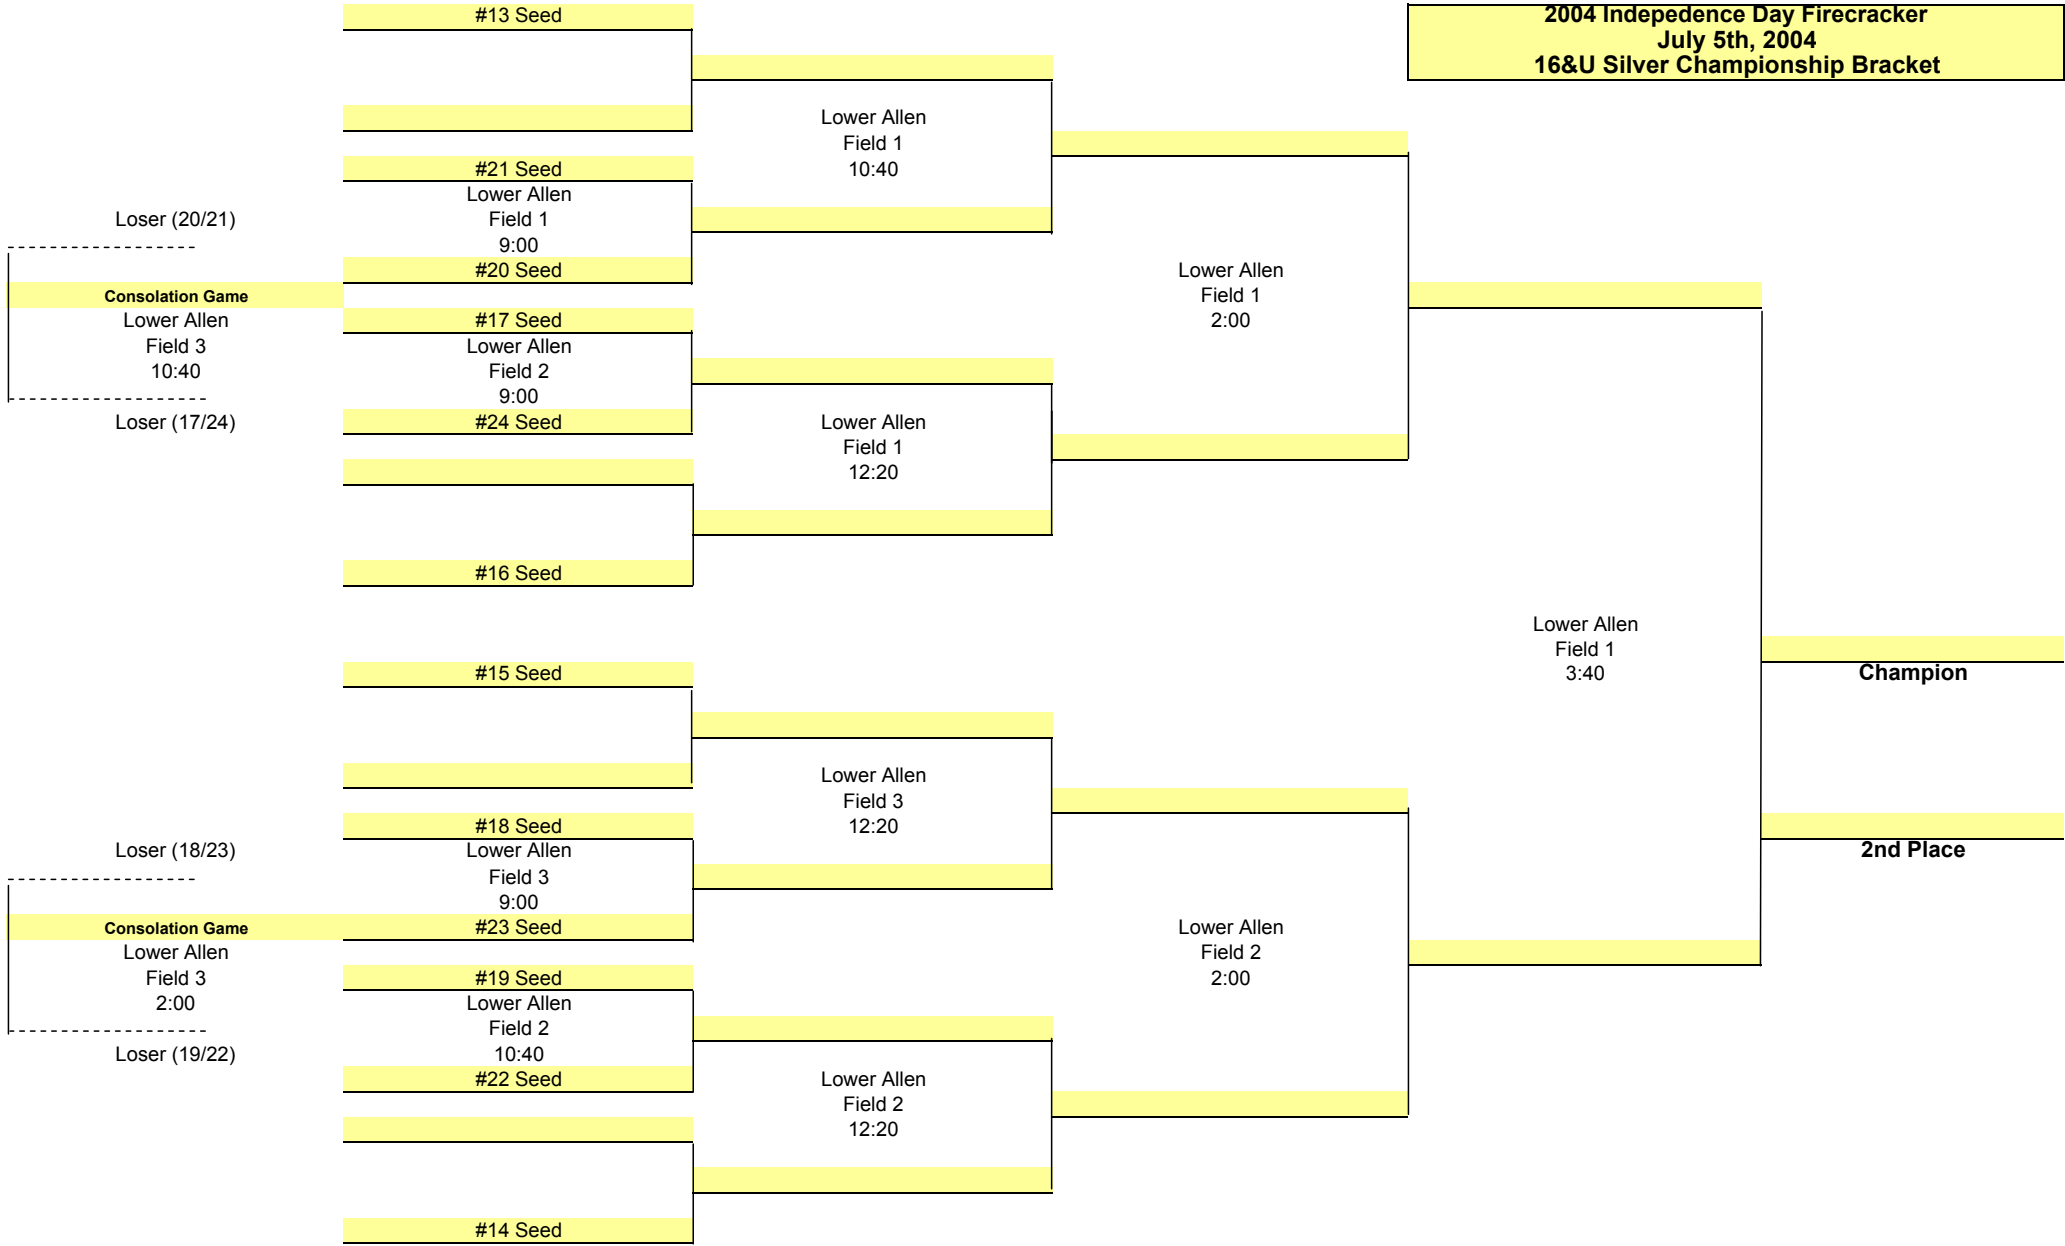 #13 Seed
2004 Indepedence Day Firecracker
July 5th, 2004
16&U Silver Championship Bracket
Lower Allen
Field 1
10:40
#21 Seed
Lower Allen
Field 1
9:00
#20 Seed
Loser (20/21)
Consolation Game
Lower Allen
Field 3
10:40
Loser (17/24)
#17 Seed
Lower Allen
Field 2
9:00
#24 Seed
Lower Allen
Field 1
12:20
#16 Seed
Lower Allen
Field 1
2:00
Lower Allen
Field 1
3:40
Champion
2nd Place
#15 Seed
Lower Allen
Field 3
12:20
#18 Seed
Lower Allen
Field 3
9:00
#23 Seed
Loser (18/23)
Consolation Game
Lower Allen
Field 3
2:00
Loser (19/22)
#19 Seed
Lower Allen
Field 2
10:40
#22 Seed
Lower Allen
Field 2
12:20
#14 Seed
Lower Allen
Field 2
2:00